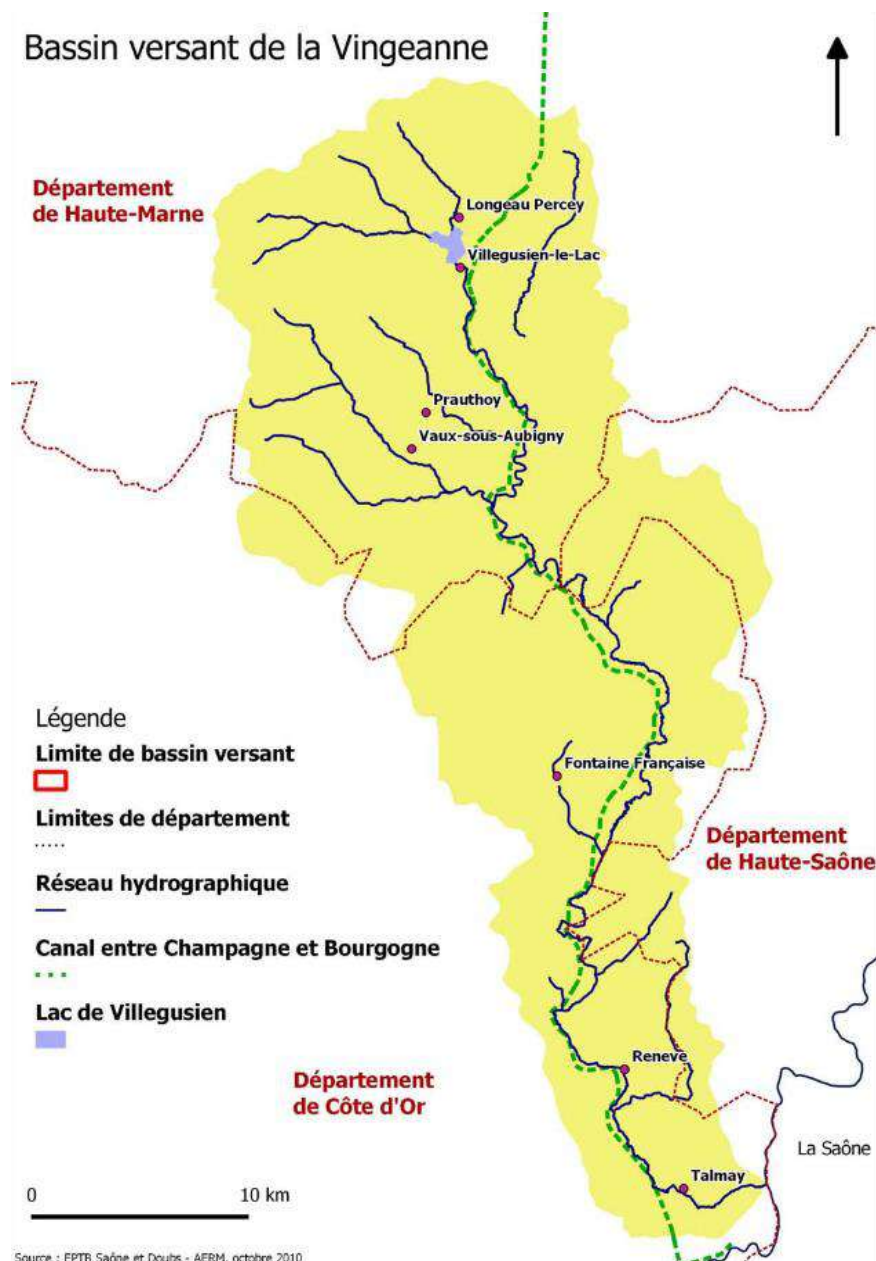 Bassin versant de la Vingeanne
Département
de Haute-Marne
Longeau Percey
Villegusien-le-Lac
Prauthoy
Vaux-sous-Aubigny
Légende
Limite de bassin versant
Limites de département
Réseau hydrographique
Canal entre Champagne et Bourgogne
Lac de Villegusien
Fontaine Française
Département
de Haute-Saône
Renève
Département
de Côte d'Or
La Saône
Talmay
0 10 km
Source : EPTB Saône et Doubs - AERM, octobre 2010